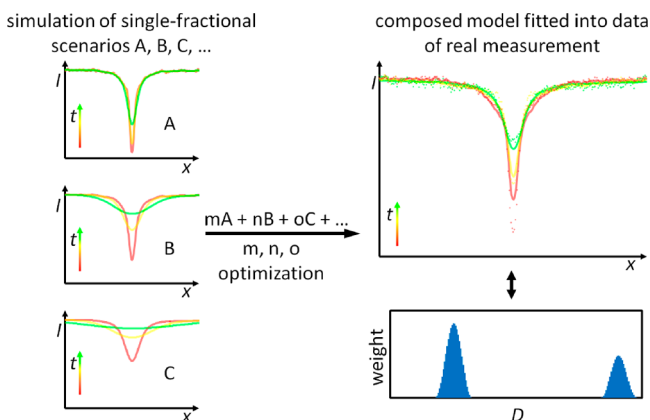 simulation of single-fractional
scenarios A, B, C, ...
I
t
A
x
I
t
B
x
I
t
C
x
mA + nB + oC + ...
m, n, o
optimization
composed model fitted into data
of real measurement
I
t
x
weight
D